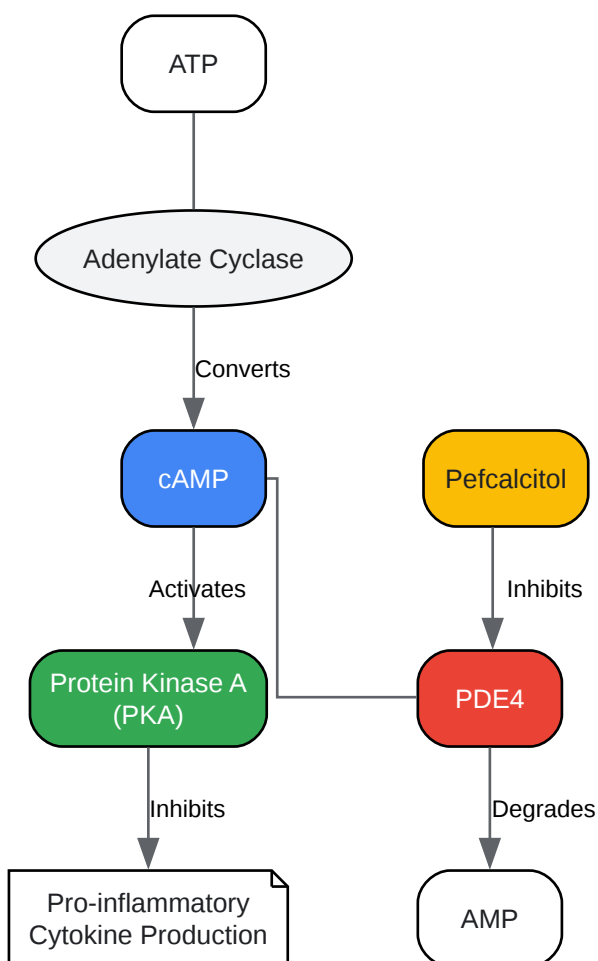 ATP
Adenylate Cyclase
Converts
cAMP
Pefcalcitol
Activates
Inhibits
Protein Kinase A
(PKA)
PDE4
Inhibits
Degrades
Pro-inflammatory
Cytokine Production
AMP